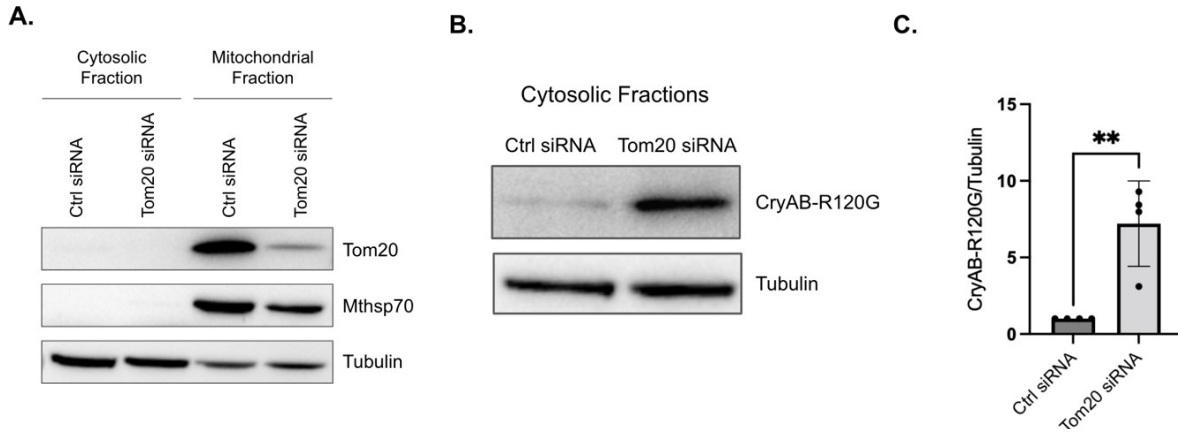 A.
Cytosolic
Fraction
Mitochondrial
Fraction
Ctrl siRNA
Tom20 siRNA
Ctrl siRNA
Tom20 siRNA
Tom20
Mthsp70
Tubulin
B.
Cytosolic Fractions
Ctrl siRNA
Tom20 siRNA
CryAB-R120G
Tubulin
C.
CryAB-R120G/Tubulin
15
10
5
0
**
Ctrl siRNA
Tom20 siRNA